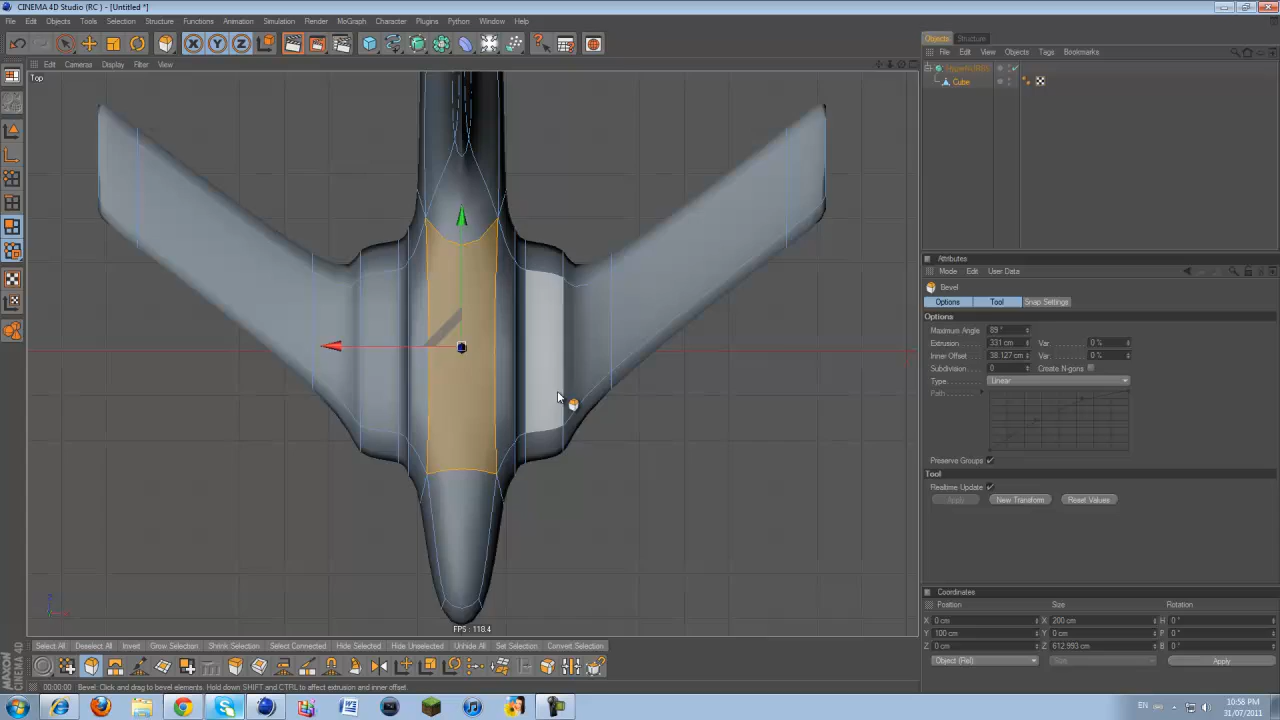 CINEMA 4D Studio (RC) - [Untitled *]
File Edit Objects Tools Selection Structure Functions Animation Simulation Render MoGraph Character Plugins Python Window Help
X Y Z
Edit Cameras Display Filter View
Top
FPS : 118.4
Select All Deselect All Invert Grow Selection Shrink Selection Select Connected Hide Selected Hide Unselected Unhide All Set Selection Convert Selection
00:00:00 Bevel: Click and drag to bevel elements. Hold down SHIFT and CTRL to affect extrusion and inner offset.
MAXON
CINEMA 4D
Objects Structure
File Edit View Objects Tags Bookmarks
HyperNURBS
Cube
Attributes
Mode Edit User Data
Bevel
Options Tool Snap Settings
Options
Maximum Angle 89 °
Extrusion 331 cm Var. 0 %
Inner Offset 38.127 cm Var. 0 %
Subdivision 0 Create N-gons
Type Linear
Path
Preserve Groups
Tool
Realtime Update
Apply New Transform Reset Values
Coordinates
Position Size Rotation
X 0 cm X 200 cm H 0 °
Y 100 cm Y 0 cm P 0 °
Z 0 cm Z 612.993 cm B 0 °
Object (Rel) Size Apply
EN 10:58 PM
31/07/2011